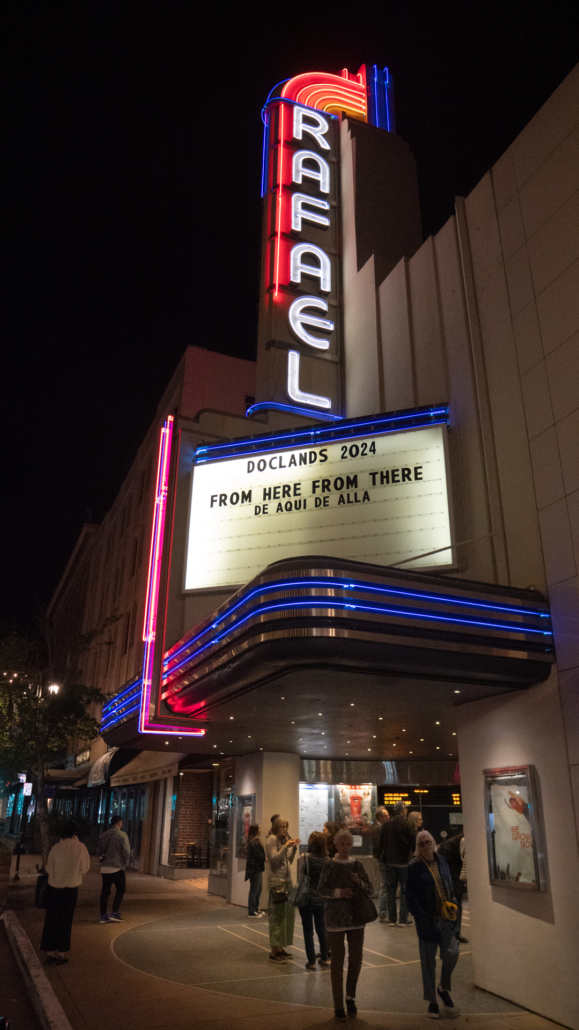 RAFAEL
DOCLANDS 2024
FROM HERE FROM THERE
DE AQUI DE ALLA